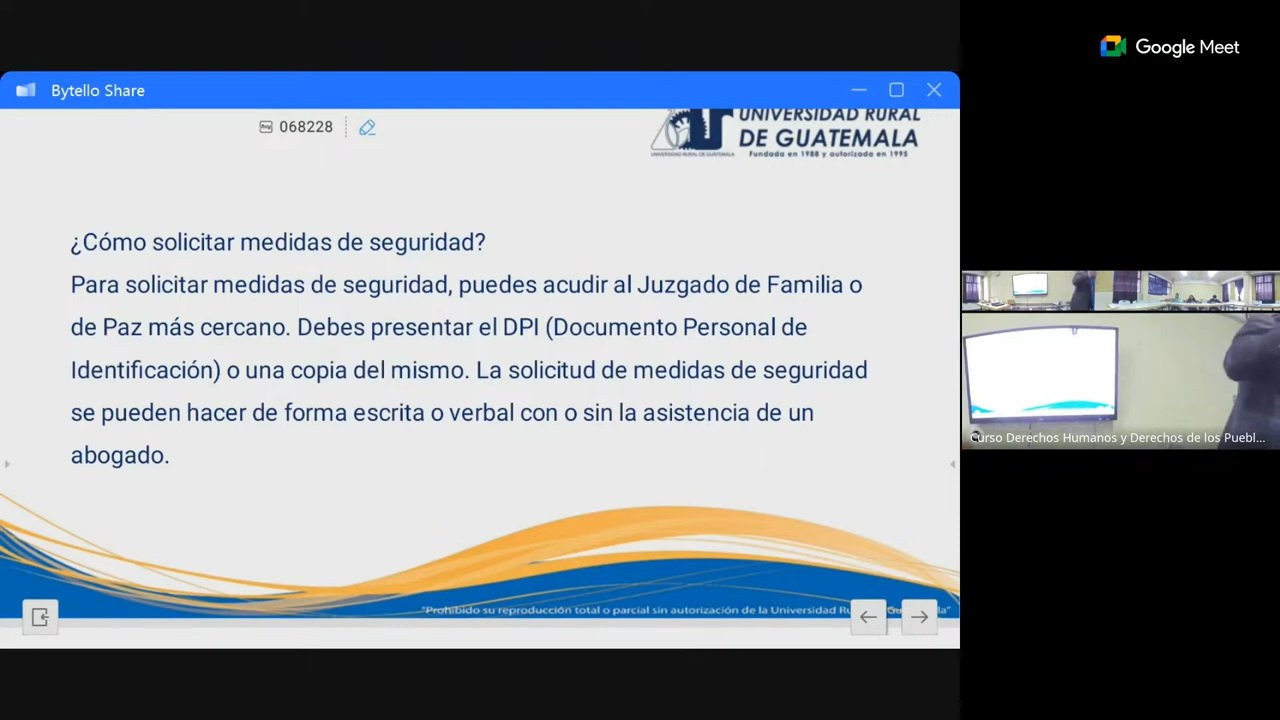 Google Meet
Bytello Share
068228
UNIVERSIDAD RURAL
DE GUATEMALA
Fundada en 1988 y autorizada en 1995
UNIVERSIDAD RURAL DE GUATEMALA
¿Cómo solicitar medidas de seguridad?
Para solicitar medidas de seguridad, puedes acudir al Juzgado de Familia o
de Paz más cercano. Debes presentar el DPI (Documento Personal de
Identificación) o una copia del mismo. La solicitud de medidas de seguridad
se pueden hacer de forma escrita o verbal con o sin la asistencia de un
abogado.
Curso Derechos Humanos y Derechos de los Puebl...
"Prohibido su reproducción total o parcial sin autorización de la Universidad